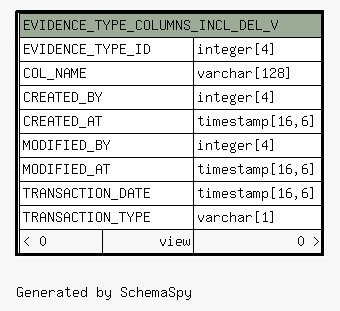 EVIDENCE_TYPE_COLUMNS_INCL_DEL_V
EVIDENCE_TYPE_ID integer[4]
COL_NAME varchar[128]
CREATED_BY integer[4]
CREATED_AT timestamp[16,6]
MODIFIED_BY integer[4]
MODIFIED_AT timestamp[16,6]
TRANSACTION_DATE timestamp[16,6]
TRANSACTION_TYPE varchar[1]
< 0 view 0 >
Generated by SchemaSpy